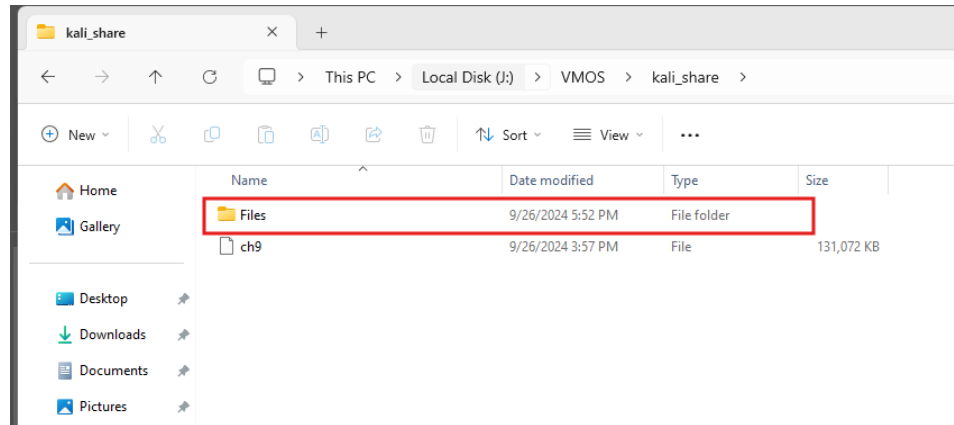 kali_share
This PC > Local Disk (J:) > VMOS > kali_share >
New Sort View
Name Date modified Type Size
Home
Gallery
Files 9/26/2024 5:52 PM File folder
ch9 9/26/2024 3:57 PM File 131,072 KB
Desktop
Downloads
Documents
Pictures